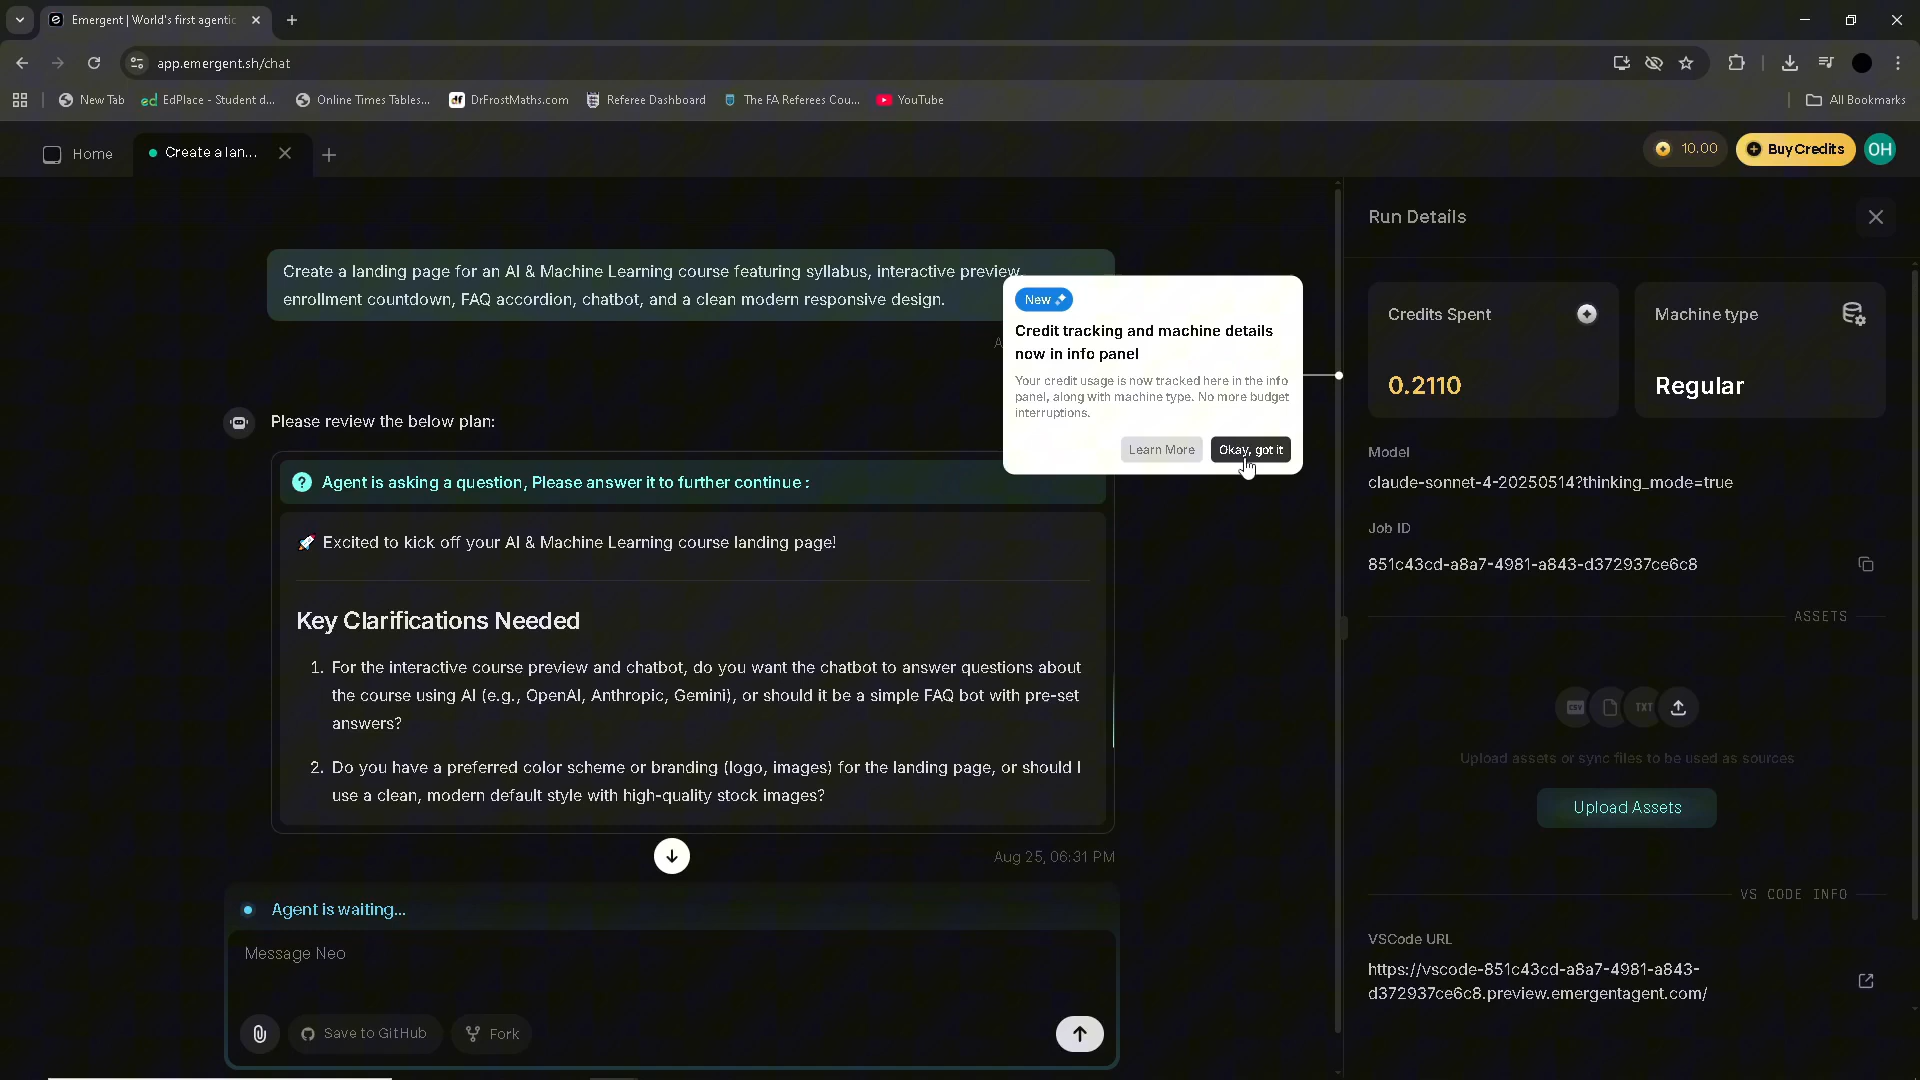 Emergent | World's first agentic
app.emergent.sh/chat
New Tab
EdPlace - Student d...
Online Times Tables...
DrFrostMaths.com
Referee Dashboard
The FA Referees Cou...
YouTube
All Bookmarks
Home
Create a lan...
10.00
Buy Credits
OH
Create a landing page for an AI & Machine Learning course featuring syllabus, interactive preview,
enrollment countdown, FAQ accordion, chatbot, and a clean modern responsive design.
A
Please review the below plan:
? Agent is asking a question, Please answer it to further continue :
🚀 Excited to kick off your AI & Machine Learning course landing page!
Key Clarifications Needed
1. For the interactive course preview and chatbot, do you want the chatbot to answer questions about
the course using AI (e.g., OpenAI, Anthropic, Gemini), or should it be a simple FAQ bot with pre-set
answers?
2. Do you have a preferred color scheme or branding (logo, images) for the landing page, or should I
use a clean, modern default style with high-quality stock images?
Aug 25, 06:31 PM
Agent is waiting...
Message Neo
Save to GitHub
Fork
New
Credit tracking and machine details
now in info panel
Your credit usage is now tracked here in the info
panel, along with machine type. No more budget
interruptions.
Learn More
Okay, got it
Run Details
Credits Spent
0.2110
Machine type
Regular
Model
claude-sonnet-4-20250514?thinking_mode=true
Job ID
851c43cd-a8a7-4981-a843-d372937ce6c8
ASSETS
CSV
TXT
Upload assets or sync files to be used as sources
Upload Assets
VS CODE INFO
VSCode URL
https://vscode-851c43cd-a8a7-4981-a843-
d372937ce6c8.preview.emergentagent.com/